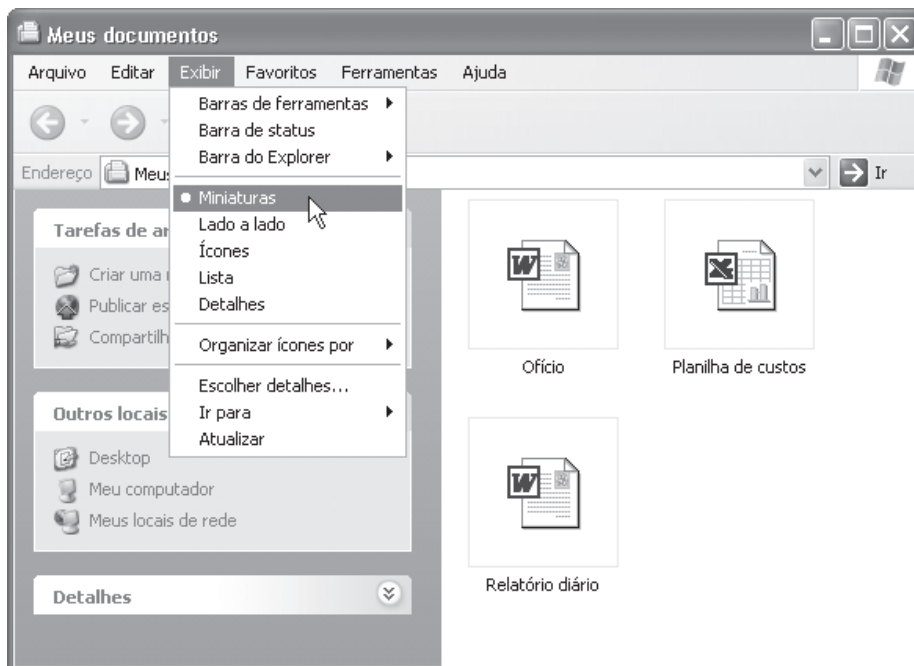 Meus documentos
Arquivo Editar Exibir Favoritos Ferramentas Ajuda
Barras de ferramentas
Barra de status
Barra do Explorer
Endereço Meus Ir
Miniaturas
Lado a lado
Ícones
Lista
Detalhes
Organizar ícones por
Escolher detalhes...
Ir para
Atualizar
Tarefas de ar
Criar uma
Publicar es
Compartilh
Outros locais
Desktop
Meu computador
Meus locais de rede
Detalhes
Ofício
Planilha de custos
Relatório diário